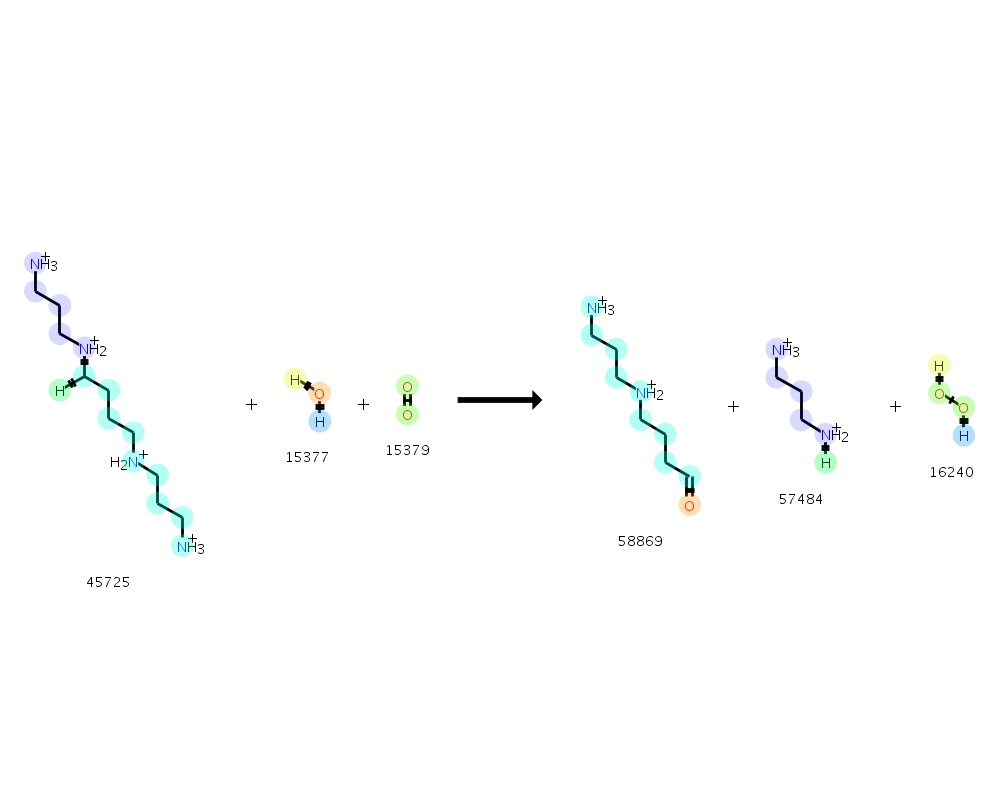 NH3+
NH2+
H
H2N+
NH3+
45725
+
H
O
H
15377
+
O
O
15379
NH3+
NH2+
O
58869
+
NH3+
NH2+
H
57484
+
H
O
O
H
16240